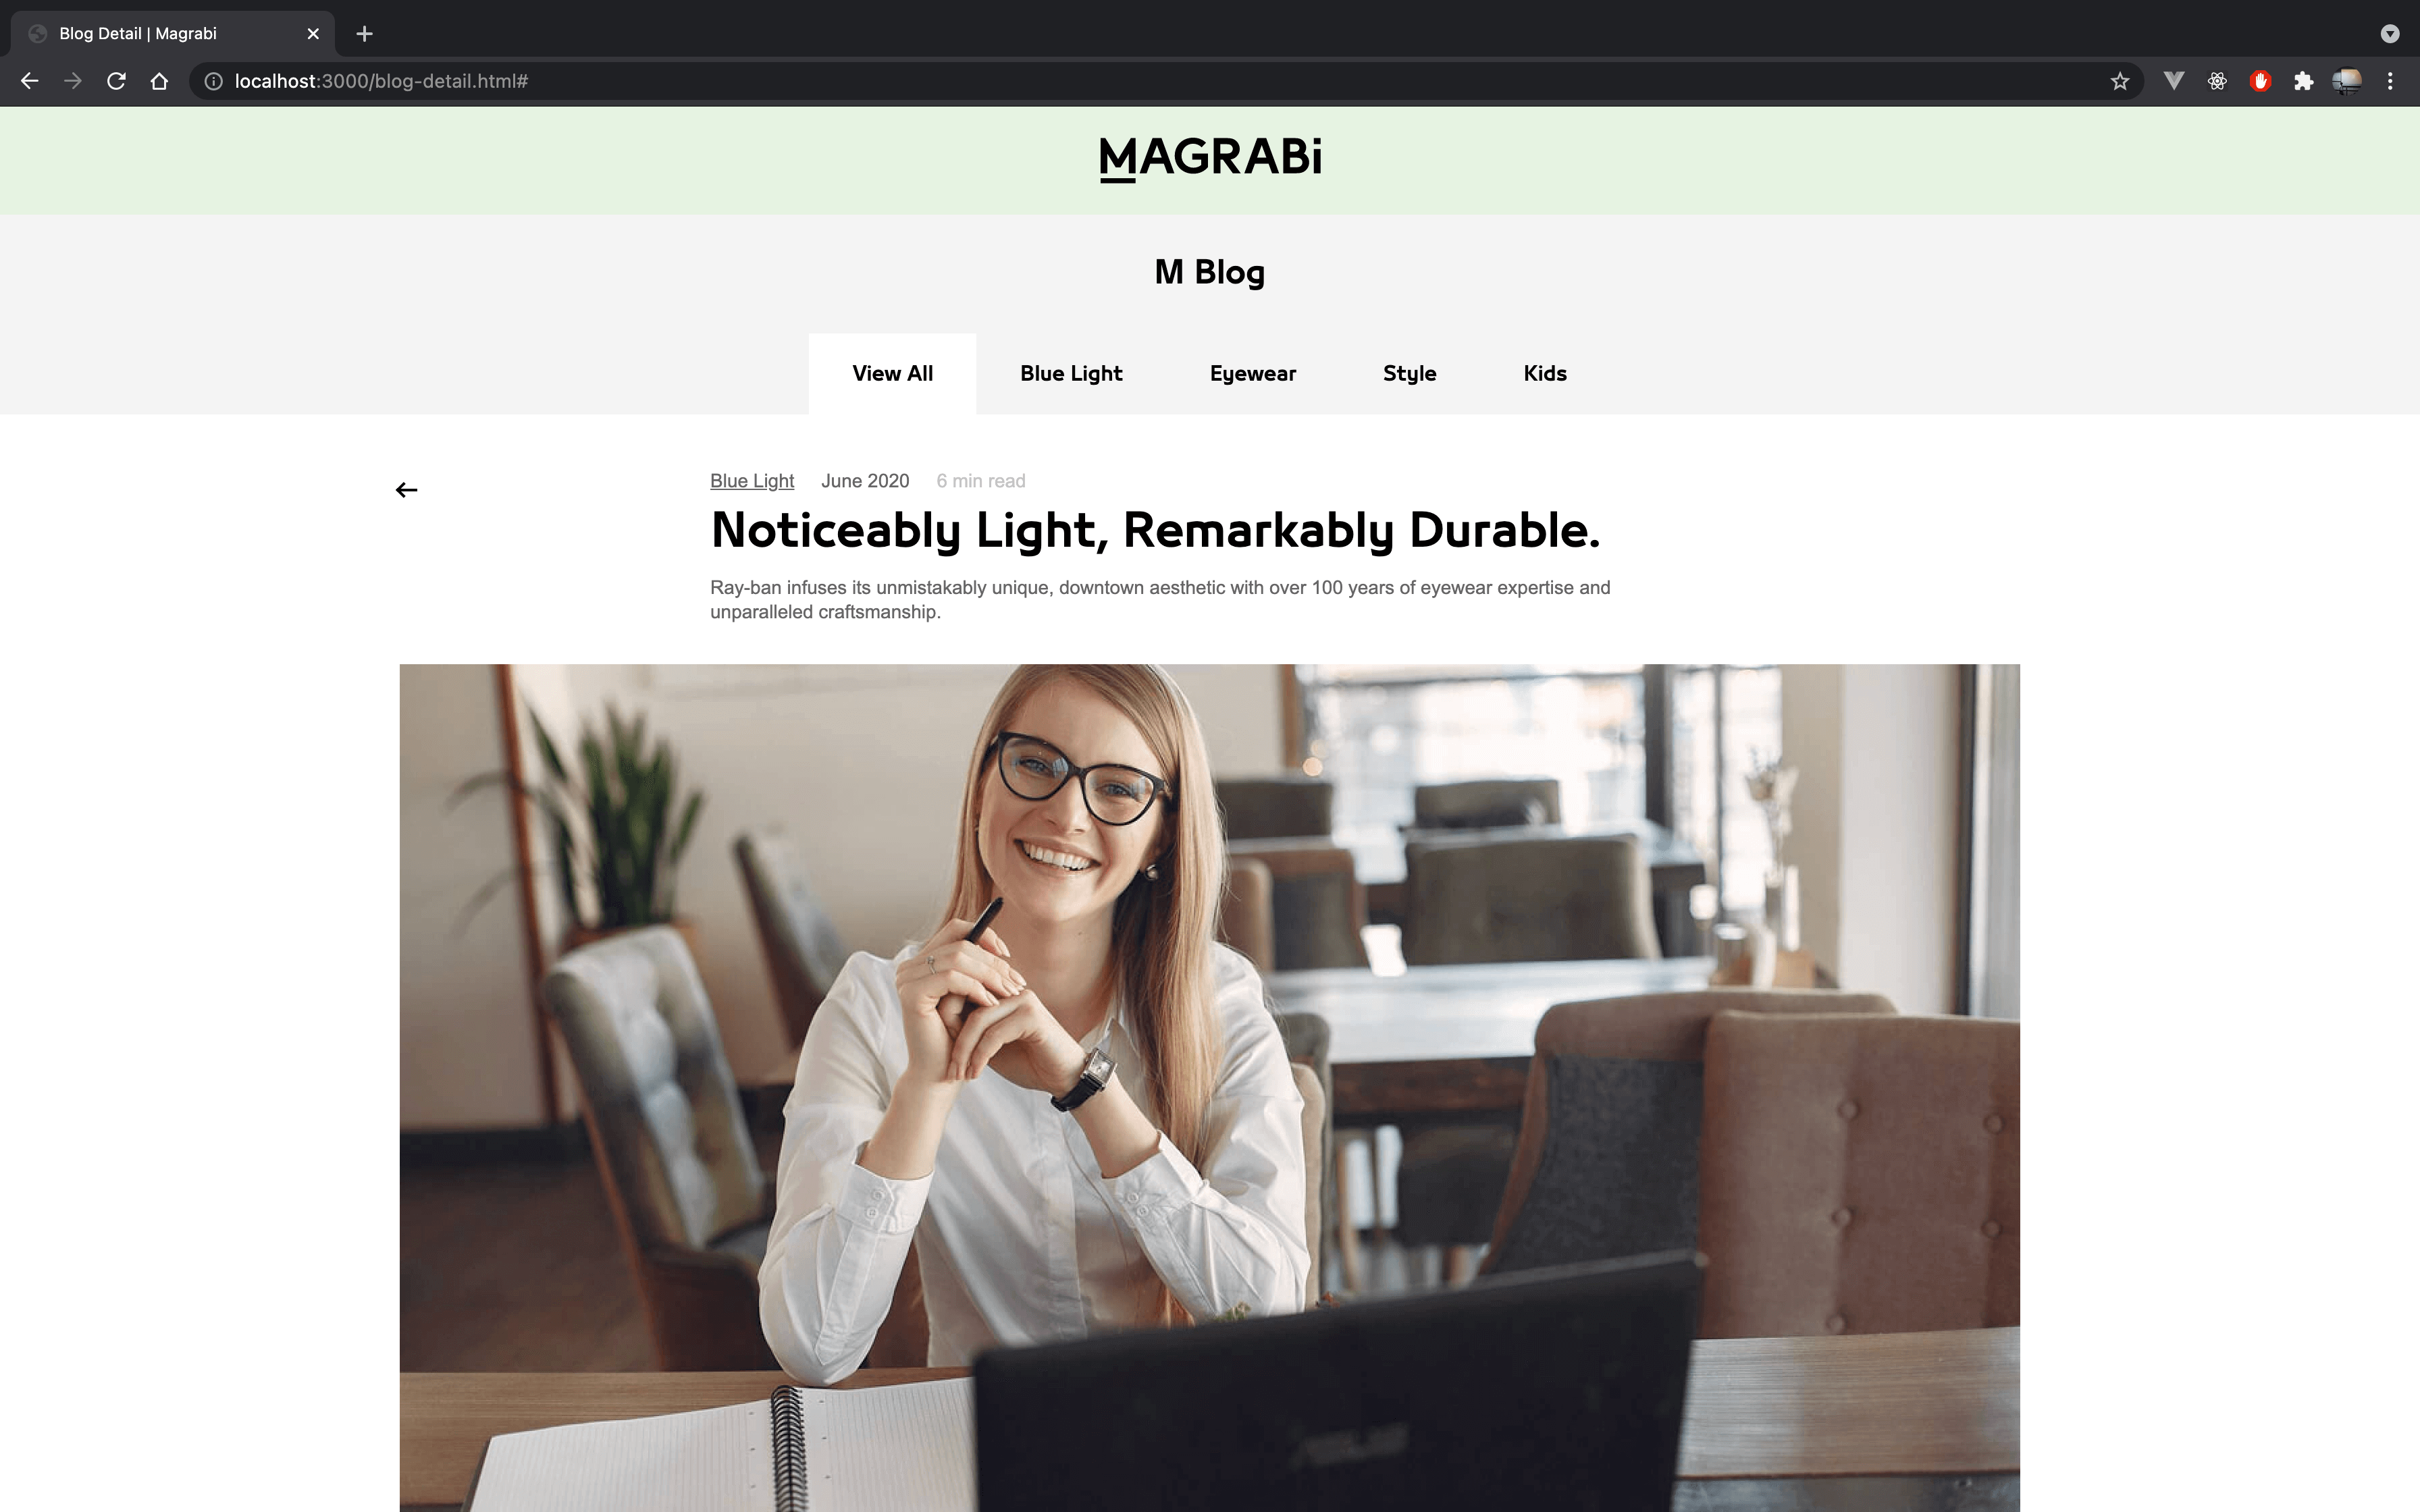 Blog Detail | Magrabi
localhost:3000/blog-detail.html#
MAGRABi
M Blog
View All Blue Light Eyewear Style Kids
Blue Light June 2020 6 min read
Noticeably Light, Remarkably Durable.
Ray-ban infuses its unmistakably unique, downtown aesthetic with over 100 years of eyewear expertise and
unparalleled craftsmanship.